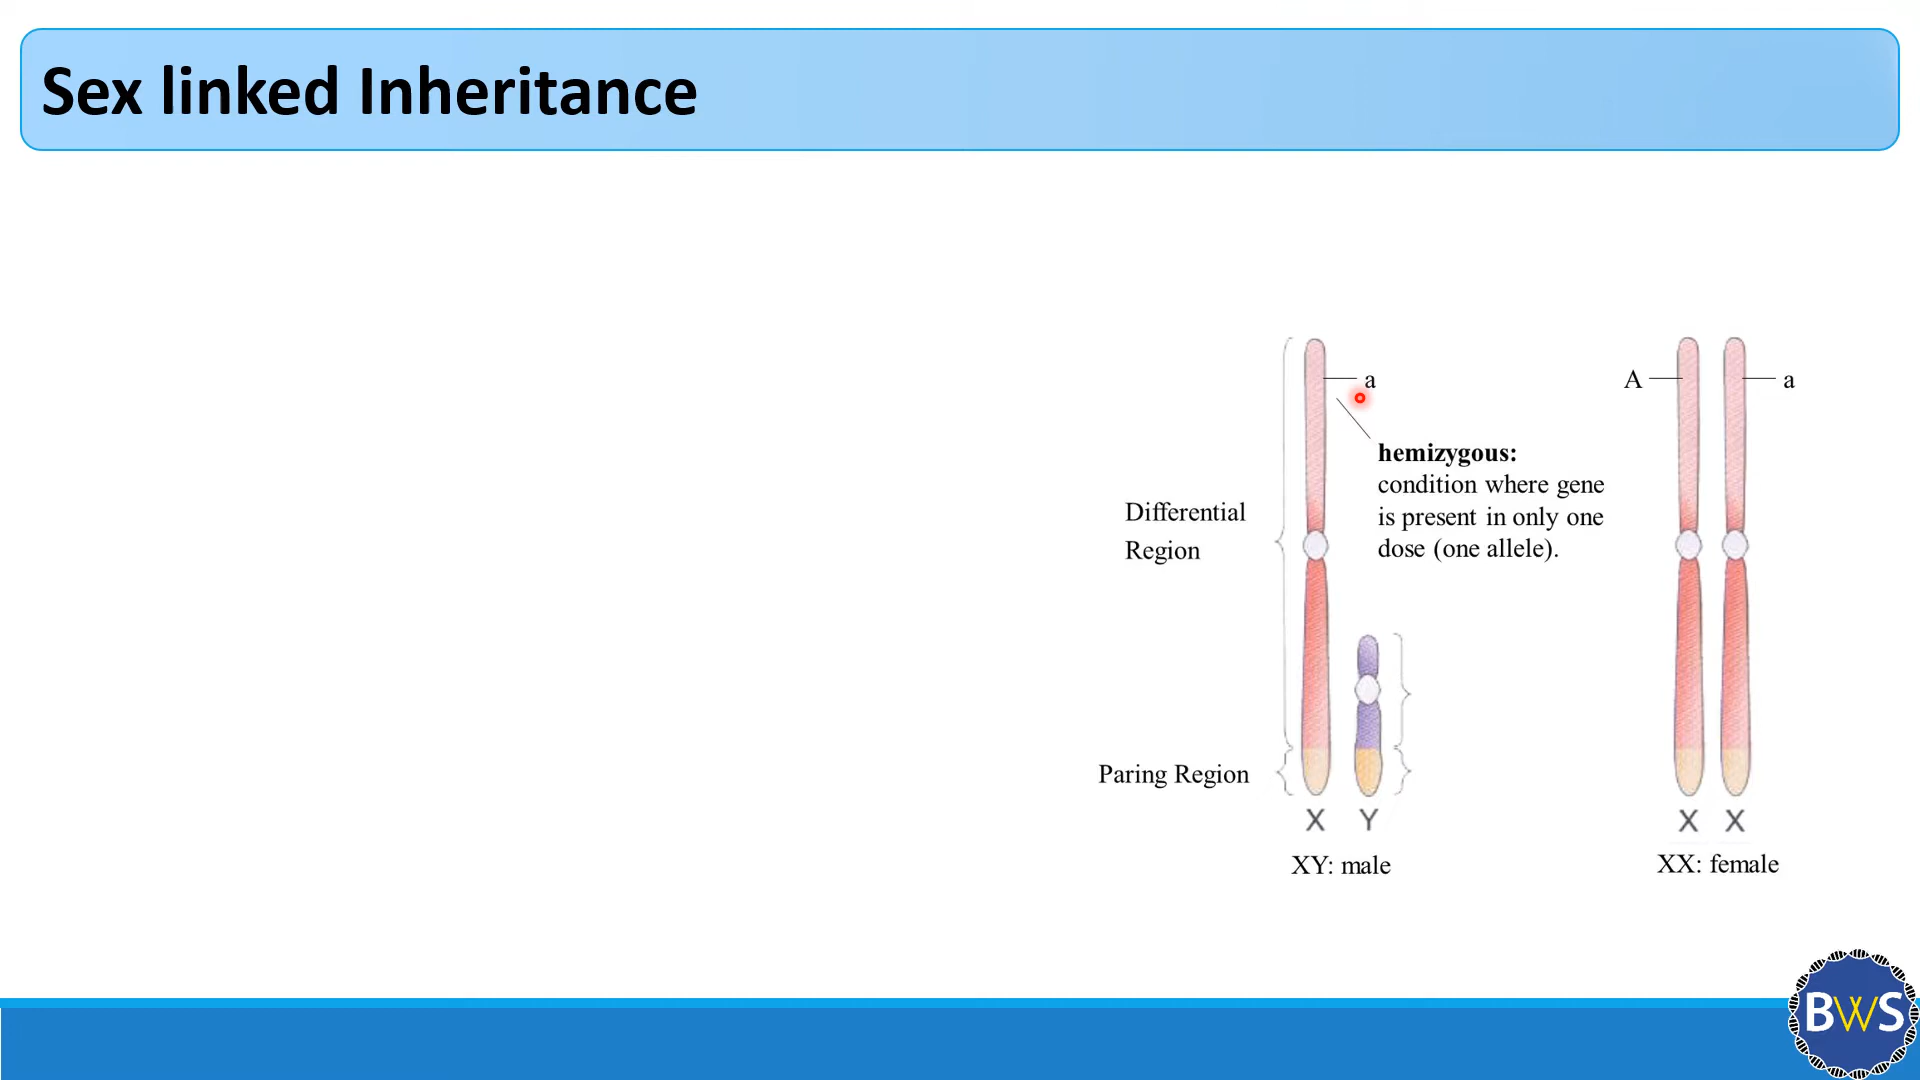 Sex linked Inheritance
a
A
a
hemizygous:
condition where gene
is present in only one
dose (one allele).
Differential
Region
Paring Region
X Y
X X
XY: male
XX: female
BWS